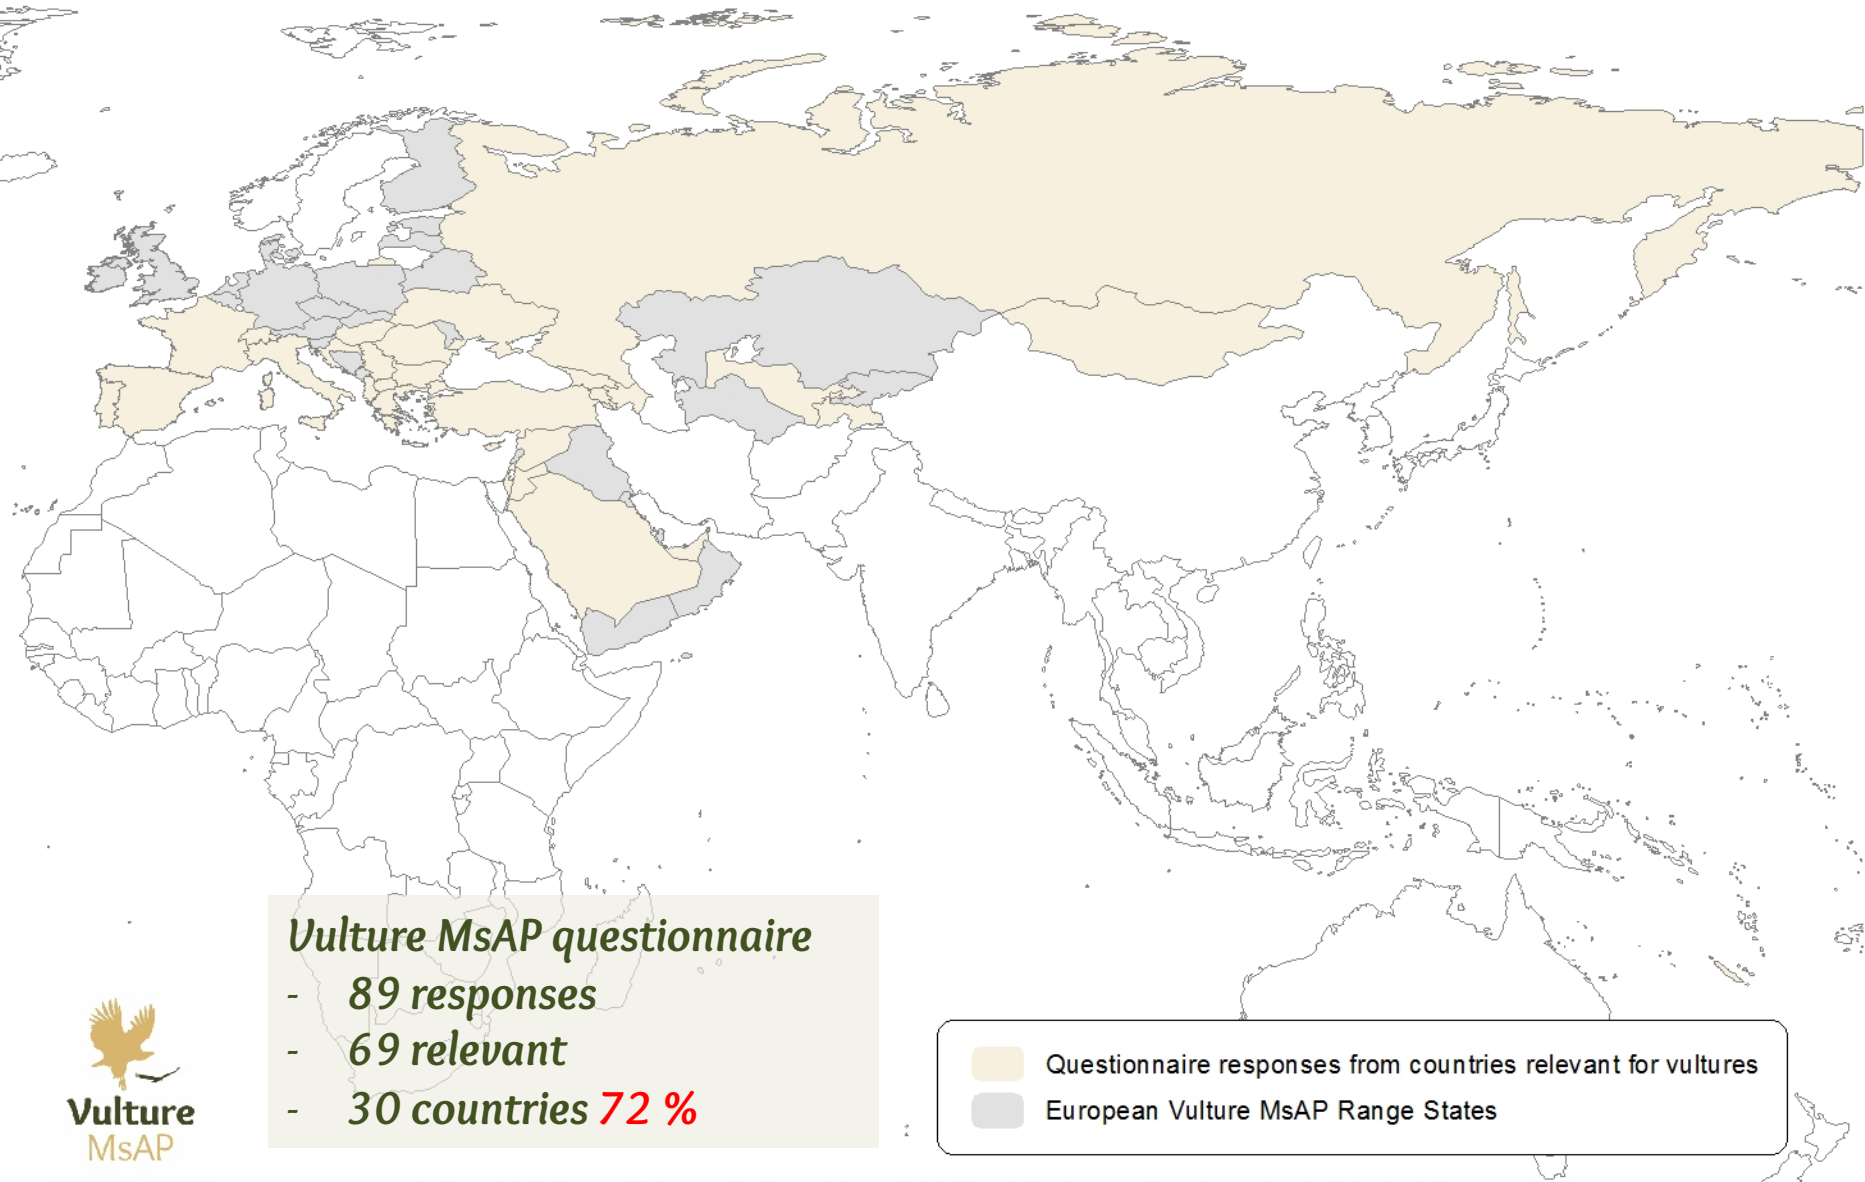 Vulture MsAP questionnaire
- 89 responses
- 69 relevant
- 30 countries 72 %
Vulture
MsAP
Questionnaire responses from countries relevant for vultures
European Vulture MsAP Range States